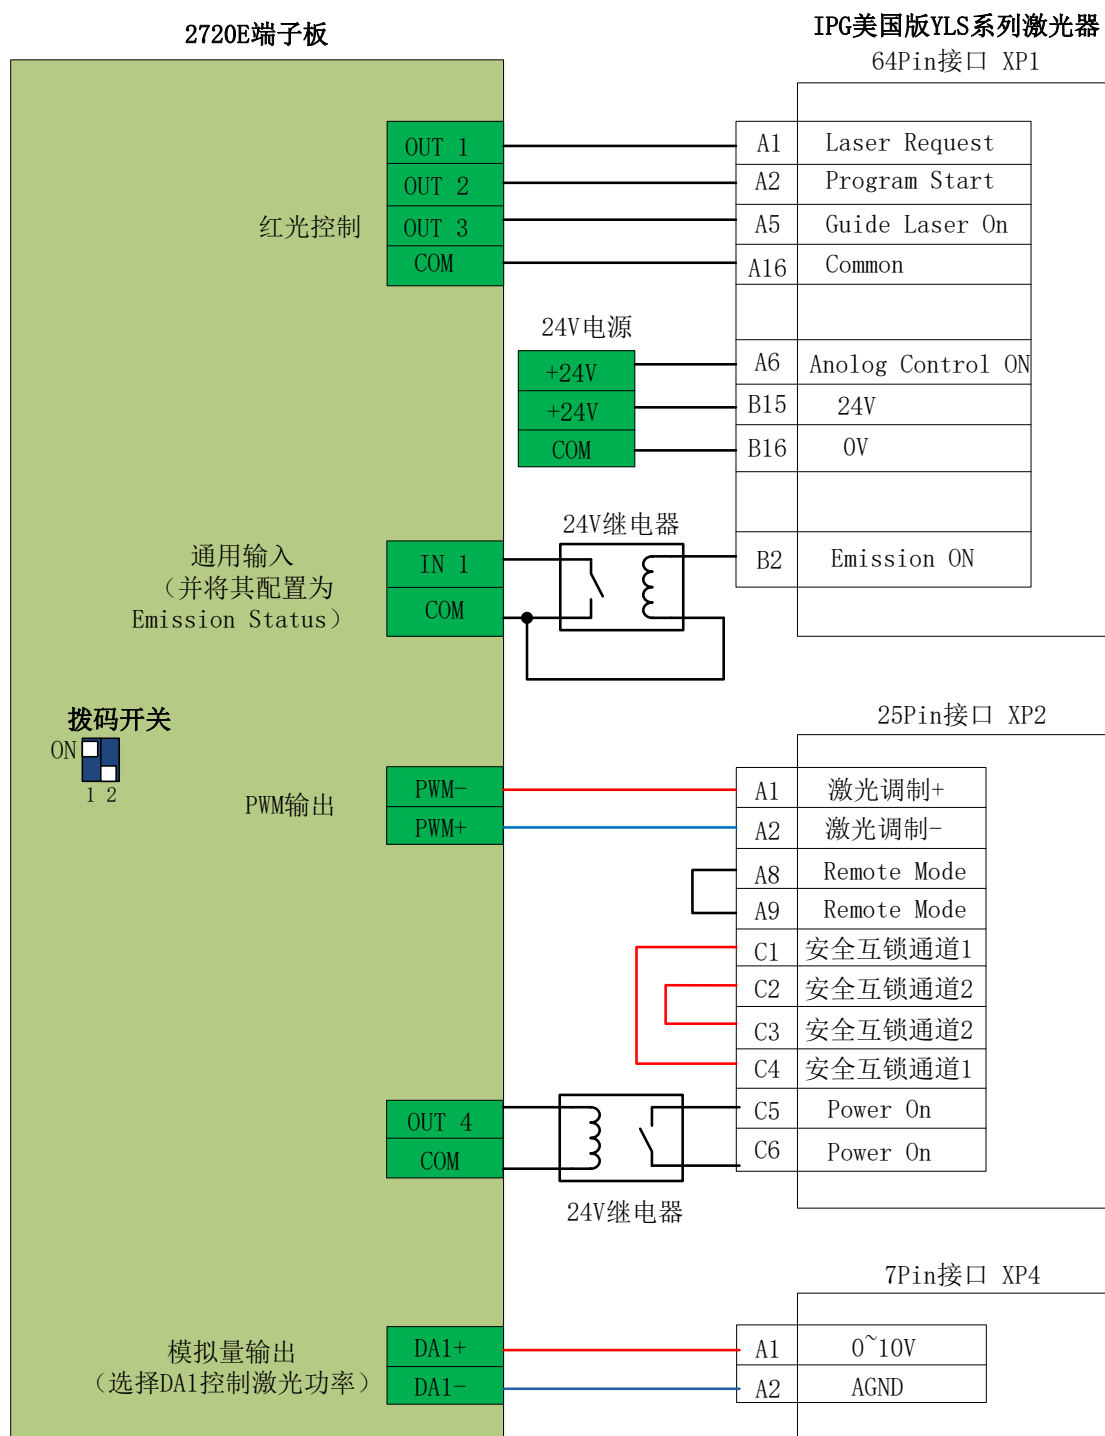 2720E端子板
IPG美国版YLS系列激光器
64Pin接口 XP1
OUT 1
A1 Laser Request
OUT 2
A2 Program Start
红光控制
OUT 3
A5 Guide Laser On
COM
A16 Common
24V电源
+24V
A6 Anolog Control ON
+24V
B15 24V
COM
B16 0V
24V继电器
通用输入
（并将其配置为
Emission Status）
IN 1
COM
B2 Emission ON
拨码开关
ON
1 2
25Pin接口 XP2
PWM输出
PWM-
A1 激光调制+
PWM+
A2 激光调制-
A8 Remote Mode
A9 Remote Mode
C1 安全互锁通道1
C2 安全互锁通道2
C3 安全互锁通道2
C4 安全互锁通道1
OUT 4
C5 Power On
COM
C6 Power On
24V继电器
7Pin接口 XP4
模拟量输出
（选择DA1控制激光功率）
DA1+
A1 0~10V
DA1-
A2 AGND